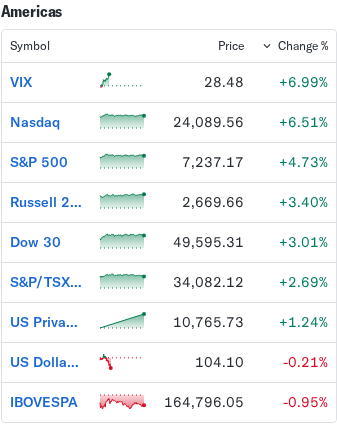 Americas
Symbol Price Change %
VIX 28.48 +6.99%
Nasdaq 24,089.56 +6.51%
S&P 500 7,237.17 +4.73%
Russell 2... 2,669.66 +3.40%
Dow 30 49,595.31 +3.01%
S&P/TSX... 34,082.12 +2.69%
US Priva... 10,765.73 +1.24%
US Dolla... 104.10 -0.21%
IBOVESPA 164,796.05 -0.95%